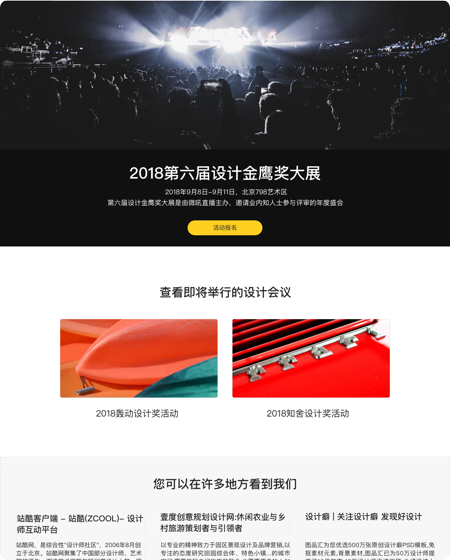 2018第六届设计金鹰奖大展
2018年9月8日-9月11日，北京798艺术区
第六届设计金鹰奖大展是由微吼直播主办，邀请业内知人士参与评审的年度盛会
活动报名
查看即将举行的设计会议
2018轰动设计奖活动
2018知舍设计奖活动
您可以在许多地方看到我们
站酷客户端 - 站酷(ZCOOL)- 设计
师互动平台
站酷网，是综合性“设计师社区”，2006年8月创
立于北京。站酷网聚集了中国部分设计师、艺术
壹度创意规划设计网:休闲农业与乡
村旅游策划者与引领者
以专业的精神致力于园区景观设计及品牌营销,以
专注的态度研究田园综合体、特色小镇...的城市
设计癖 | 关注设计癖 发现好设计
图品汇为您优选500万张原创设计癖PSD模板,免
抠素材元素,背景素材,图品汇已为50万设计师提